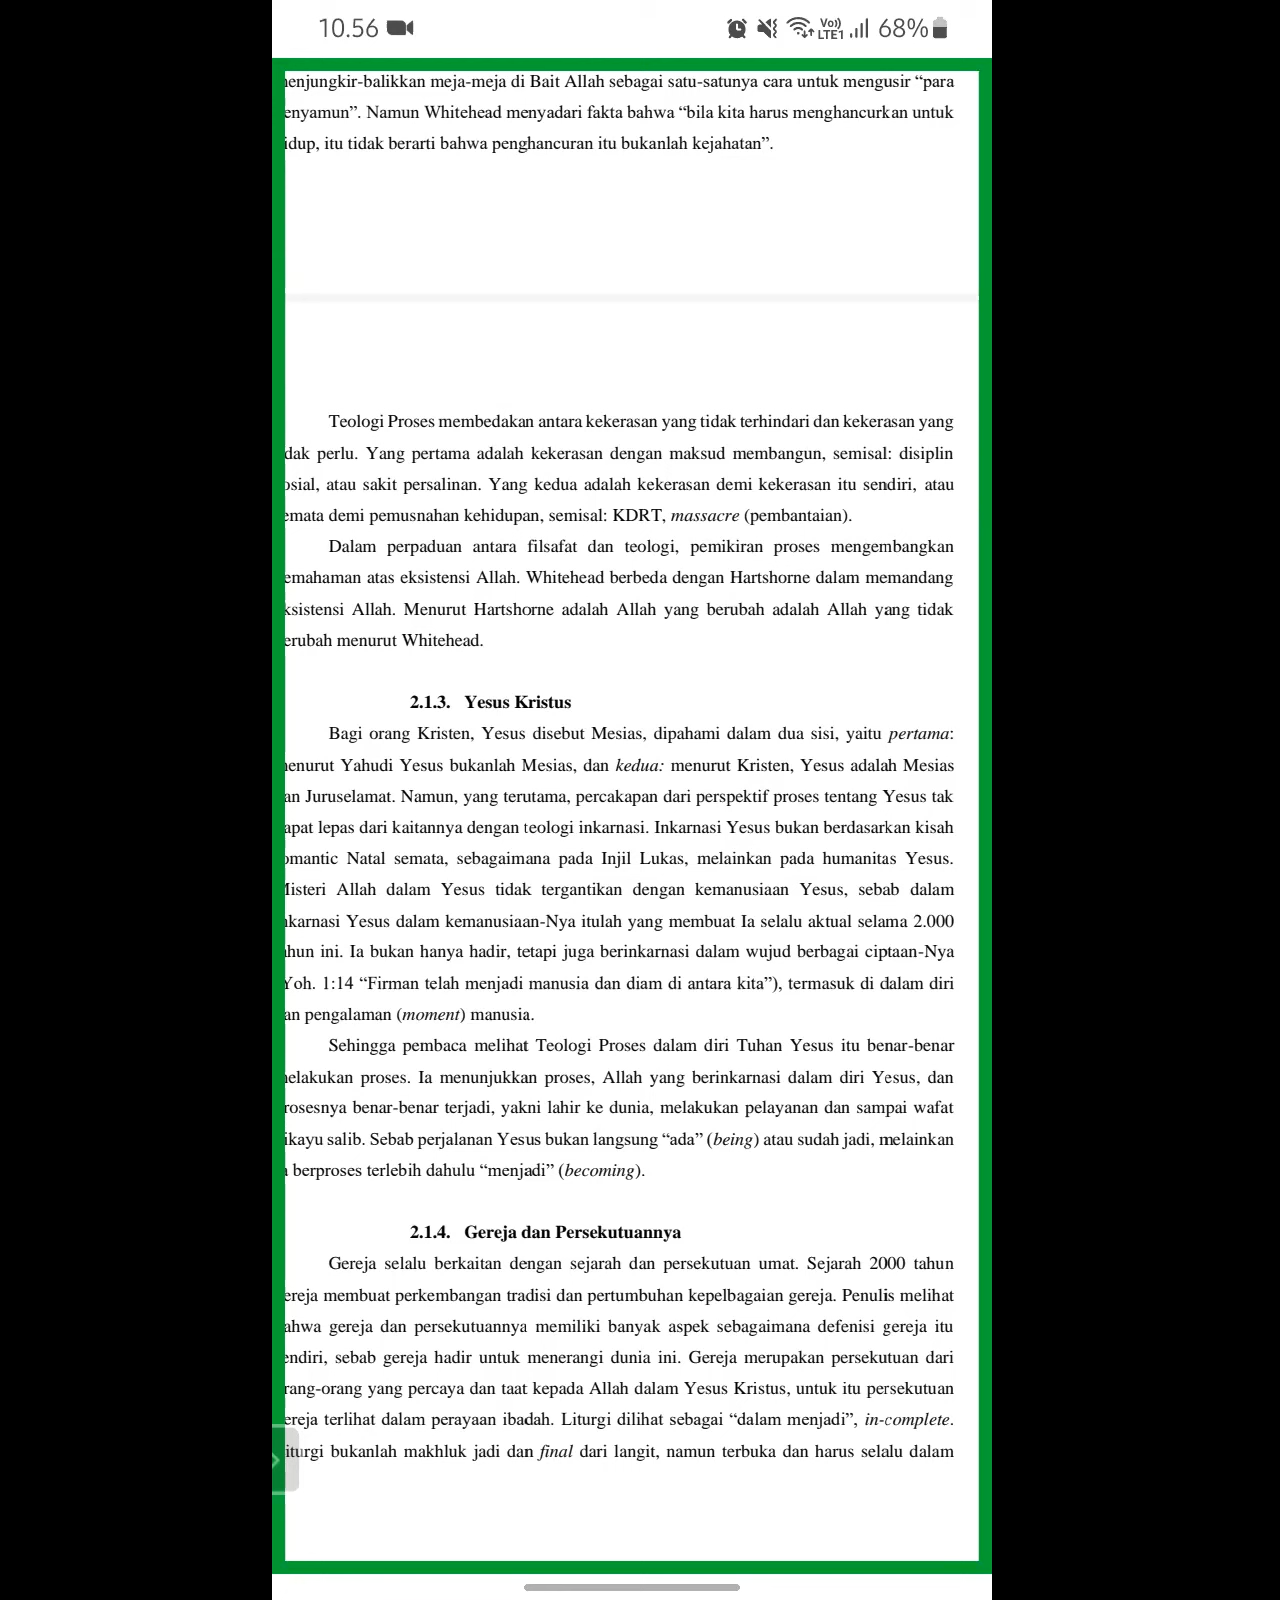 10.56 Vo)) LTE1 68%
enjungkir-balikkan meja-meja di Bait Allah sebagai satu-satunya cara untuk mengusir “para
enyamun”. Namun Whitehead menyadari fakta bahwa “bila kita harus menghancurkan untuk
idup, itu tidak berarti bahwa penghancuran itu bukanlah kejahatan”.
Teologi Proses membedakan antara kekerasan yang tidak terhindari dan kekerasan yang
dak perlu. Yang pertama adalah kekerasan dengan maksud membangun, semisal: disiplin
osial, atau sakit persalinan. Yang kedua adalah kekerasan demi kekerasan itu sendiri, atau
emata demi pemusnahan kehidupan, semisal: KDRT, massacre (pembantaian).
Dalam perpaduan antara filsafat dan teologi, pemikiran proses mengembangkan
emahaman atas eksistensi Allah. Whitehead berbeda dengan Hartshorne dalam memandang
ksistensi Allah. Menurut Hartshorne adalah Allah yang berubah adalah Allah yang tidak
erubah menurut Whitehead.
2.1.3. Yesus Kristus
Bagi orang Kristen, Yesus disebut Mesias, dipahami dalam dua sisi, yaitu pertama:
enurut Yahudi Yesus bukanlah Mesias, dan kedua: menurut Kristen, Yesus adalah Mesias
an Juruselamat. Namun, yang terutama, percakapan dari perspektif proses tentang Yesus tak
apat lepas dari kaitannya dengan teologi inkarnasi. Inkarnasi Yesus bukan berdasarkan kisah
omantic Natal semata, sebagaimana pada Injil Lukas, melainkan pada humanitas Yesus.
Misteri Allah dalam Yesus tidak tergantikan dengan kemanusiaan Yesus, sebab dalam
nkarnasi Yesus dalam kemanusiaan-Nya itulah yang membuat Ia selalu aktual selama 2.000
ahun ini. Ia bukan hanya hadir, tetapi juga berinkarnasi dalam wujud berbagai ciptaan-Nya
Yoh. 1:14 “Firman telah menjadi manusia dan diam di antara kita”), termasuk di dalam diri
an pengalaman (moment) manusia.
Sehingga pembaca melihat Teologi Proses dalam diri Tuhan Yesus itu benar-benar
elakukan proses. Ia menunjukkan proses, Allah yang berinkarnasi dalam diri Yesus, dan
rosesnya benar-benar terjadi, yakni lahir ke dunia, melakukan pelayanan dan sampai wafat
ikayu salib. Sebab perjalanan Yesus bukan langsung “ada” (being) atau sudah jadi, melainkan
a berproses terlebih dahulu “menjadi” (becoming).
2.1.4. Gereja dan Persekutuannya
Gereja selalu berkaitan dengan sejarah dan persekutuan umat. Sejarah 2000 tahun
ereja membuat perkembangan tradisi dan pertumbuhan kepelbagaian gereja. Penulis melihat
ahwa gereja dan persekutuannya memiliki banyak aspek sebagaimana defenisi gereja itu
endiri, sebab gereja hadir untuk menerangi dunia ini. Gereja merupakan persekutuan dari
rang-orang yang percaya dan taat kepada Allah dalam Yesus Kristus, untuk itu persekutuan
ereja terlihat dalam perayaan ibadah. Liturgi dilihat sebagai “dalam menjadi”, in-complete.
iturgi bukanlah makhluk jadi dan final dari langit, namun terbuka dan harus selalu dalam